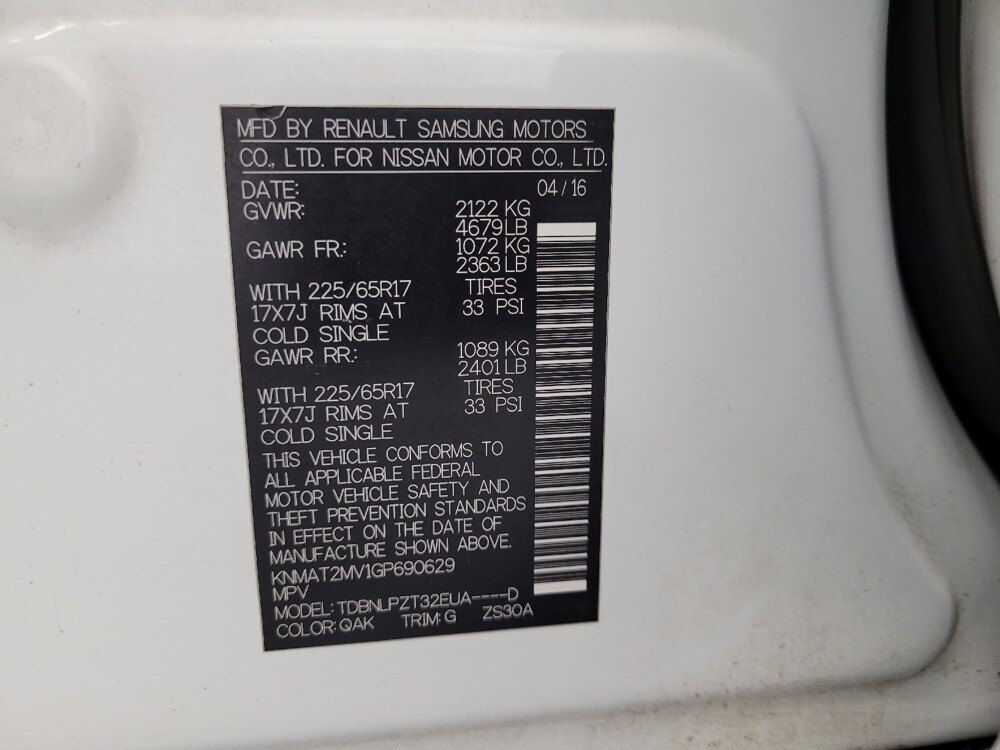 MFD BY RENAULT SAMSUNG MOTORS
CO., LTD. FOR NISSAN MOTOR CO., LTD.
DATE: 04/16
GVWR: 2122 KG
4679LB
GAWR FR.: 1072 KG
2363 LB
WITH 225/65R17 TIRES
17X7J RIMS AT 33 PSI
COLD SINGLE
GAWR RR.: 1089 KG
2401LB
WITH 225/65R17 TIRES
17X7J RIMS AT 33 PSI
COLD SINGLE
THIS VEHICLE CONFORMS TO
ALL APPLICABLE FEDERAL
MOTOR VEHICLE SAFETY AND
THEFT PREVENTION STANDARDS
IN EFFECT ON THE DATE OF
MANUFACTURE SHOWN ABOVE.
KNMAT2MV1GP690629
MPV
MODEL: TDBNLPZT32EUA----D
COLOR: QAK TRIM: G ZS30A